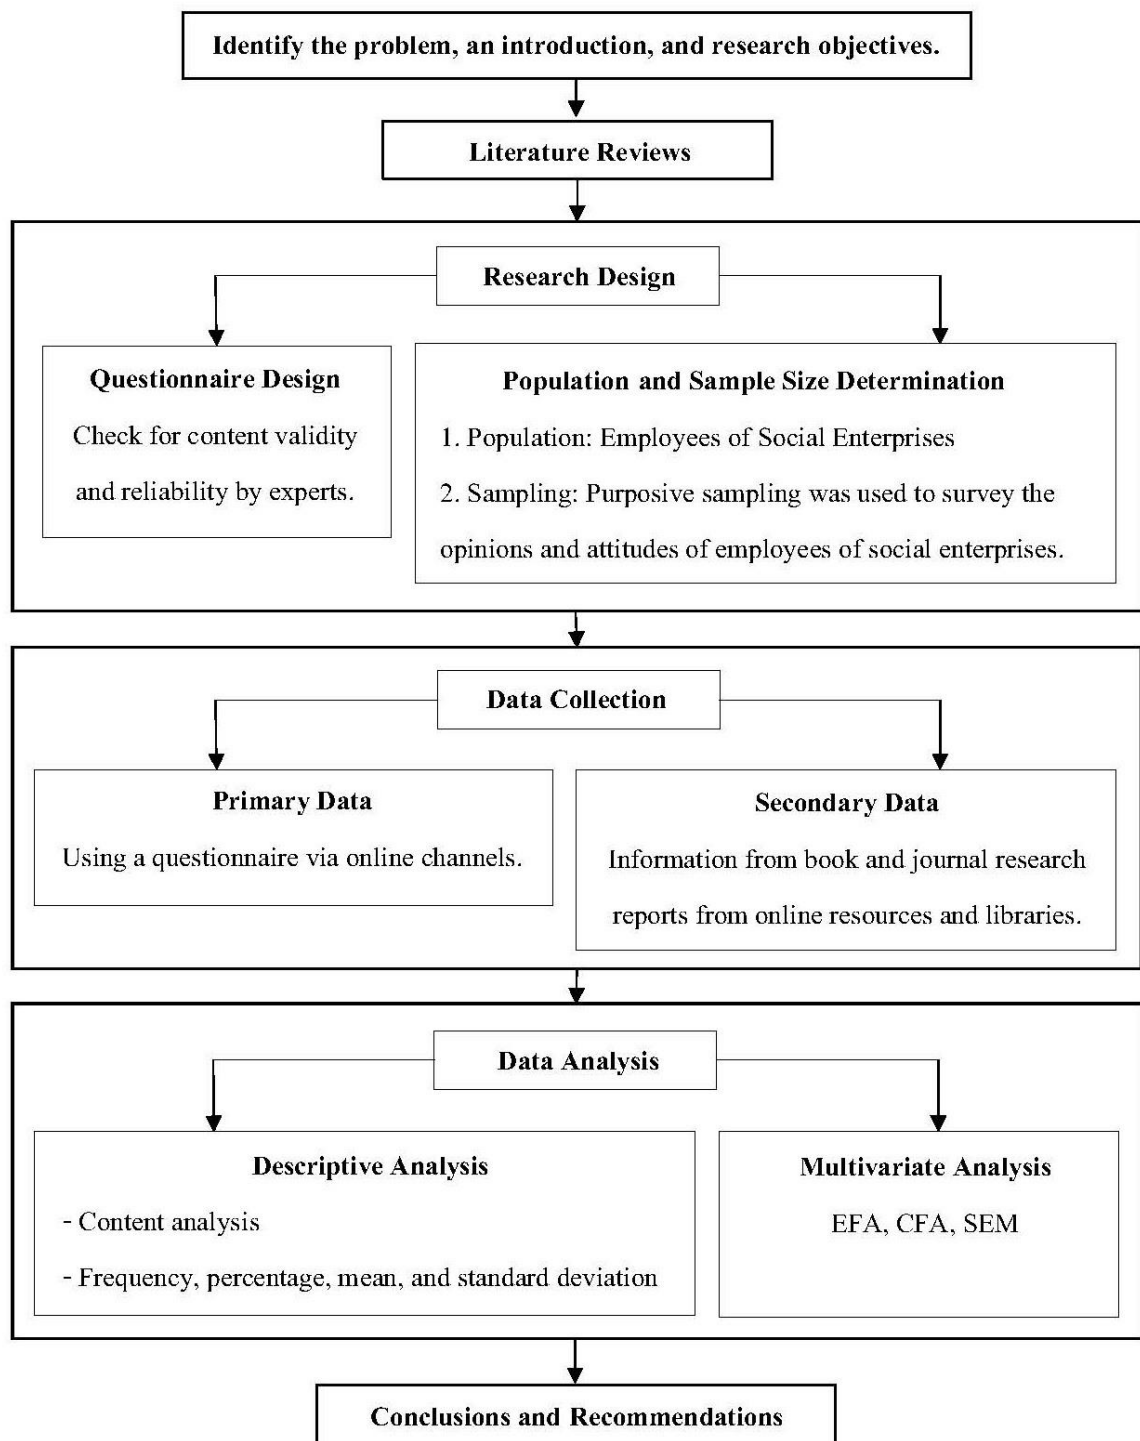 Identify the problem, an introduction, and research objectives.
Literature Reviews
Research Design
Questionnaire Design
Check for content validity
and reliability by experts.
Population and Sample Size Determination
1. Population: Employees of Social Enterprises
2. Sampling: Purposive sampling was used to survey the
opinions and attitudes of employees of social enterprises.
Data Collection
Primary Data
Using a questionnaire via online channels.
Secondary Data
Information from book and journal research
reports from online resources and libraries.
Data Analysis
Descriptive Analysis
- Content analysis
- Frequency, percentage, mean, and standard deviation
Multivariate Analysis
EFA, CFA, SEM
Conclusions and Recommendations